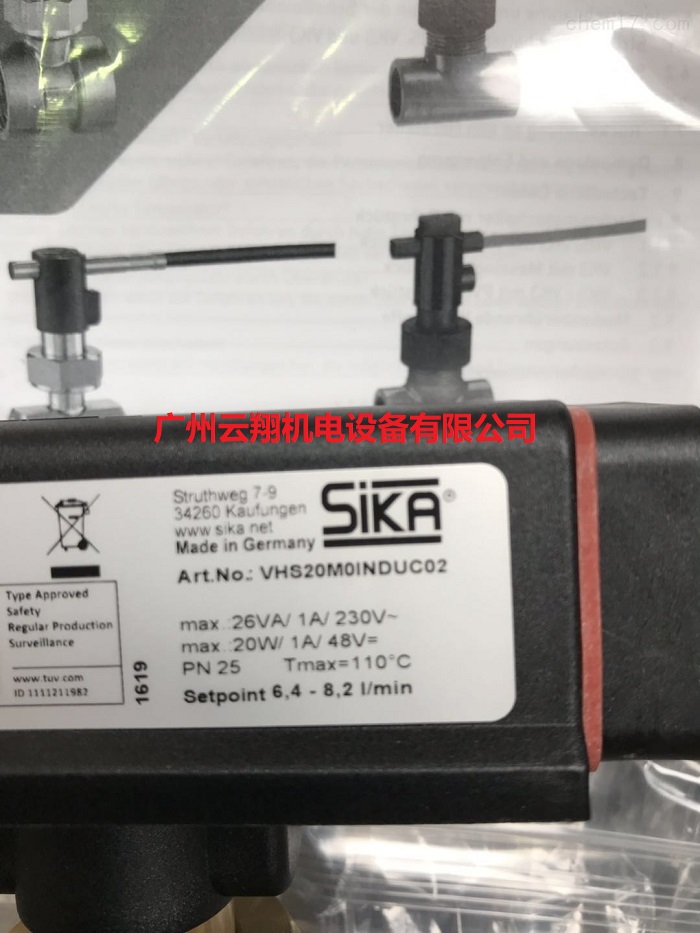 chem17.com
广州云翔机电设备有限公司
Struthweg 7-9
34260 Kaufungen
www.sika.net
Made in Germany
SiKA®
Art.No.: VHS20M0INDUC02
max.:26VA/ 1A/ 230V~
max.:20W/ 1A/ 48V=
PN 25 Tmax=110°C
Setpoint 6,4 - 8,2 l/min
Type Approved
Safety
Regular Production
Surveillance
www.tuv.com
ID 1111211982
1619